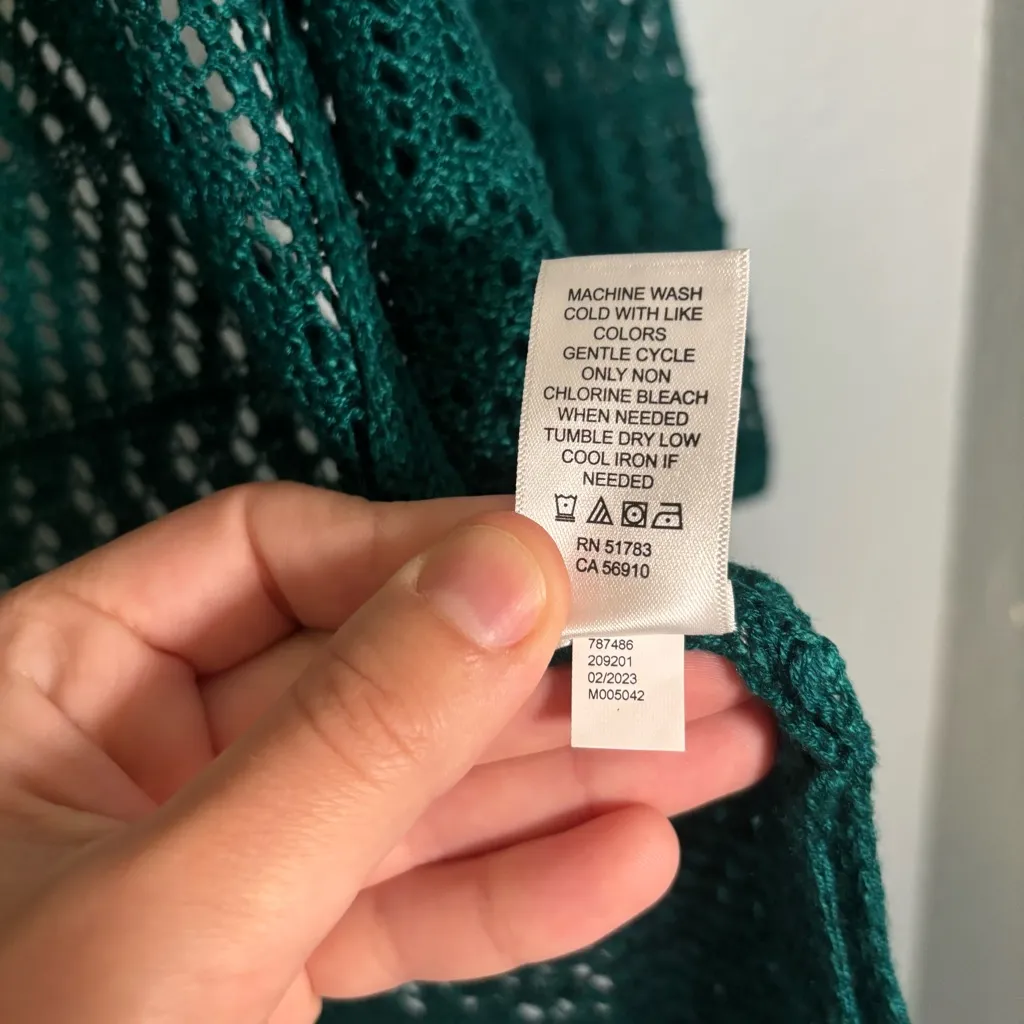 MACHINE WASH
COLD WITH LIKE
COLORS
GENTLE CYCLE
ONLY NON
CHLORINE BLEACH
WHEN NEEDED
TUMBLE DRY LOW
COOL IRON IF
NEEDED
RN 51783
CA 56910
787486
209201
02/2023
M005042